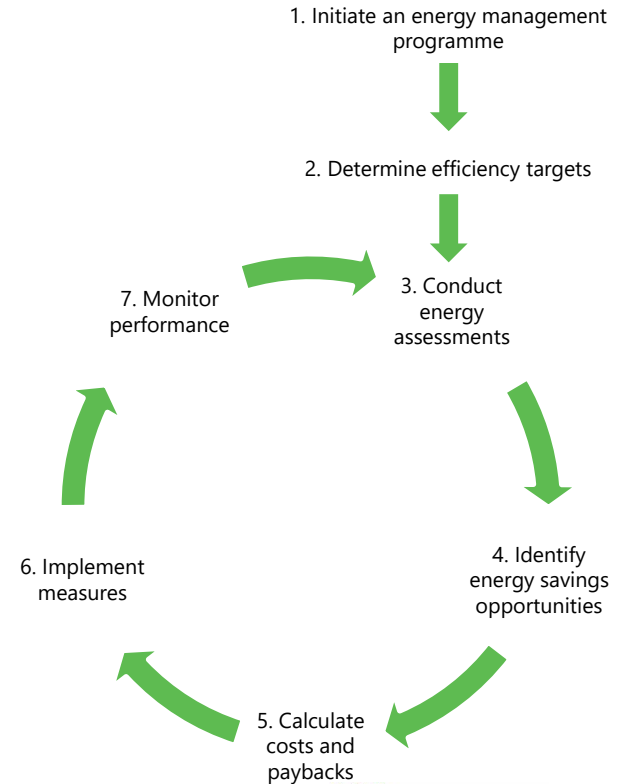 1. Initiate an energy management
programme
2. Determine efficiency targets
3. Conduct
energy
assessments
4. Identify
energy savings
opportunities
5. Calculate
costs and
paybacks
6. Implement
measures
7. Monitor
performance